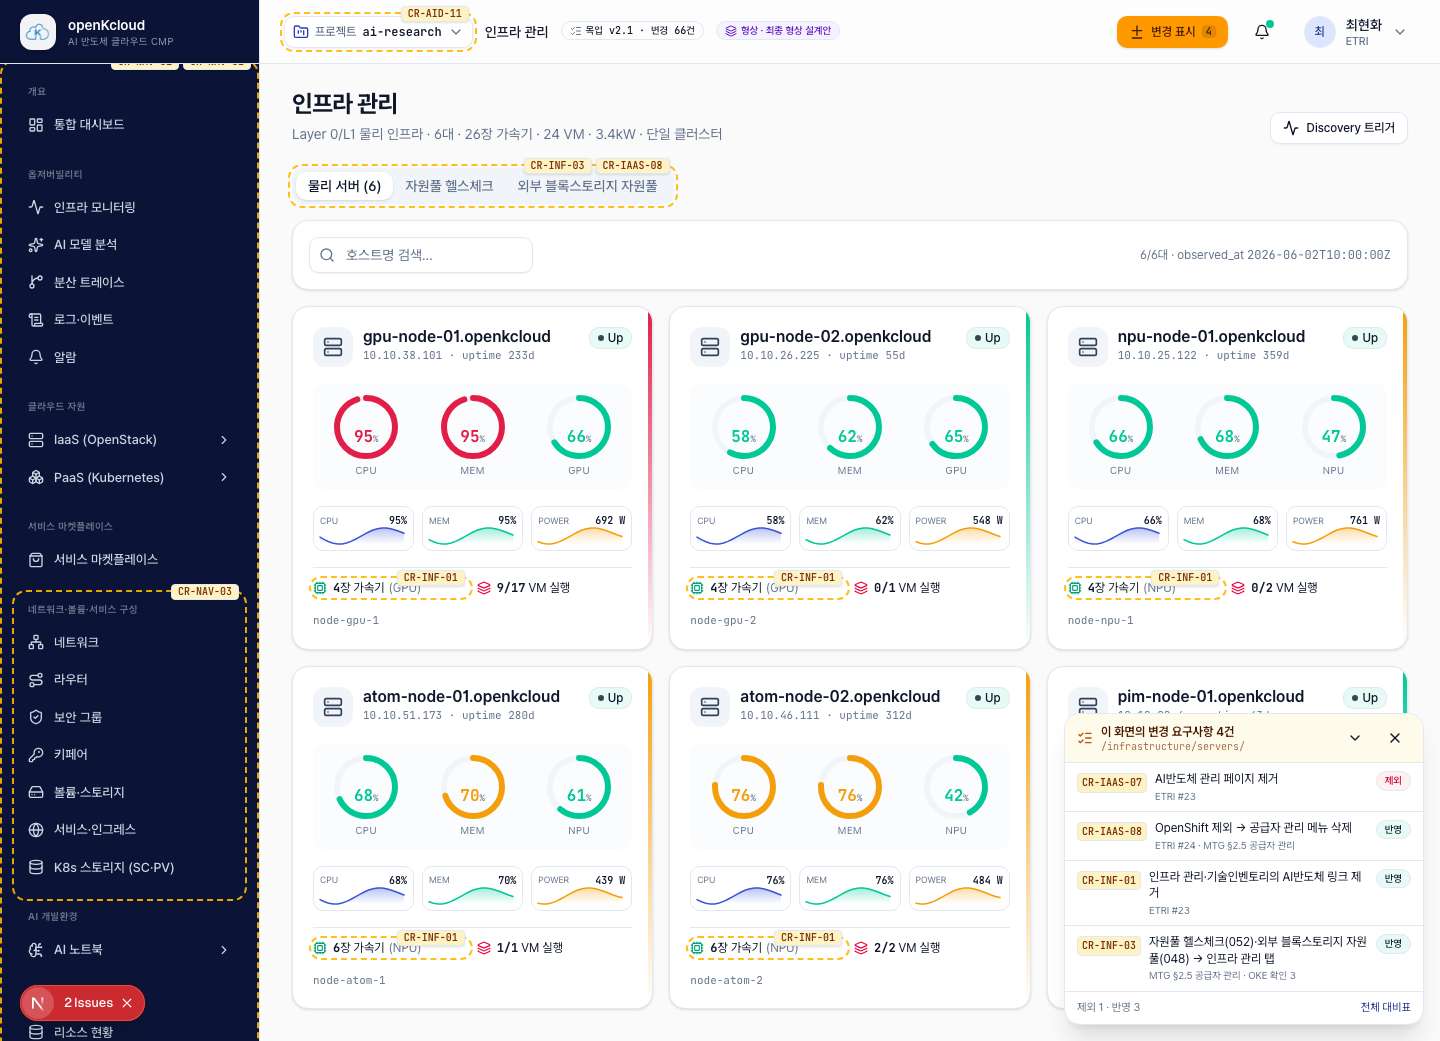 openKcloud
AI 반도체 클라우드 CMP
개요
통합 대시보드
옵저버빌리티
인프라 모니터링
AI 모델 분석
분산 트레이스
로그·이벤트
알람
클라우드 자원
IaaS (OpenStack)
PaaS (Kubernetes)
서비스 마켓플레이스
서비스 마켓플레이스
CR-NAV-03
네트워크·볼륨·서비스 구성
네트워크
라우터
보안 그룹
키페어
볼륨·스토리지
서비스·인그레스
K8s 스토리지 (SC·PV)
AI 개발환경
AI 노트북
N 2 Issues
리소스 현황
CR-AID-11
프로젝트 ai-research
인프라 관리
목업 v2.1 · 변경 66건
형상·최종 형상 설계안
변경 표시 4
최
최현화
ETRI
인프라 관리
Layer 0/L1 물리 인프라 · 6대 · 26장 가속기 · 24 VM · 3.4kW · 단일 클러스터
Discovery 트리거
CR-INF-03 CR-IAAS-08
물리 서버 (6) 자원풀 헬스체크 외부 블록스토리지 자원풀
호스트명 검색...
6/6대 · observed_at 2026-06-02T10:00:00Z
gpu-node-01.openkcloud
Up
10.10.38.101 · uptime 233d
95% 95% 66%
CPU MEM GPU
CPU 95% MEM 95% POWER 692 W
CR-INF-01
4장 가속기 (GPU) 9/17 VM 실행
node-gpu-1
gpu-node-02.openkcloud
Up
10.10.26.225 · uptime 55d
58% 62% 65%
CPU MEM GPU
CPU 58% MEM 62% POWER 548 W
CR-INF-01
4장 가속기 (GPU) 0/1 VM 실행
node-gpu-2
npu-node-01.openkcloud
Up
10.10.25.122 · uptime 359d
66% 68% 47%
CPU MEM NPU
CPU 66% MEM 68% POWER 761 W
CR-INF-01
4장 가속기 (NPU) 0/2 VM 실행
node-npu-1
atom-node-01.openkcloud
Up
10.10.51.173 · uptime 280d
68% 70% 61%
CPU MEM NPU
CPU 68% MEM 70% POWER 439 W
CR-INF-01
6장 가속기 (NPU) 1/1 VM 실행
node-atom-1
atom-node-02.openkcloud
Up
10.10.46.111 · uptime 312d
76% 76% 42%
CPU MEM NPU
CPU 76% MEM 76% POWER 484 W
CR-INF-01
6장 가속기 (NPU) 2/2 VM 실행
node-atom-2
pim-node-01.openkcloud
Up
이 화면의 변경 요구사항 4건
/infrastructure/servers/
CR-IAAS-07 AI반도체 관리 페이지 제거 제외
ETRI #23
CR-IAAS-08 OpenShift 제외 → 공급자 관리 메뉴 삭제 반영
ETRI #24 · MTG §2.5 공급자 관리
CR-INF-01 인프라 관리·기술인벤토리의 AI반도체 링크 제거 반영
ETRI #23
CR-INF-03 자원풀 헬스체크(052)·외부 블록스토리지 자원풀(048) → 인프라 관리 탭 반영
MTG §2.5 공급자 관리 · OKE 확인 3
제외 1 · 반영 3 전체 대비표